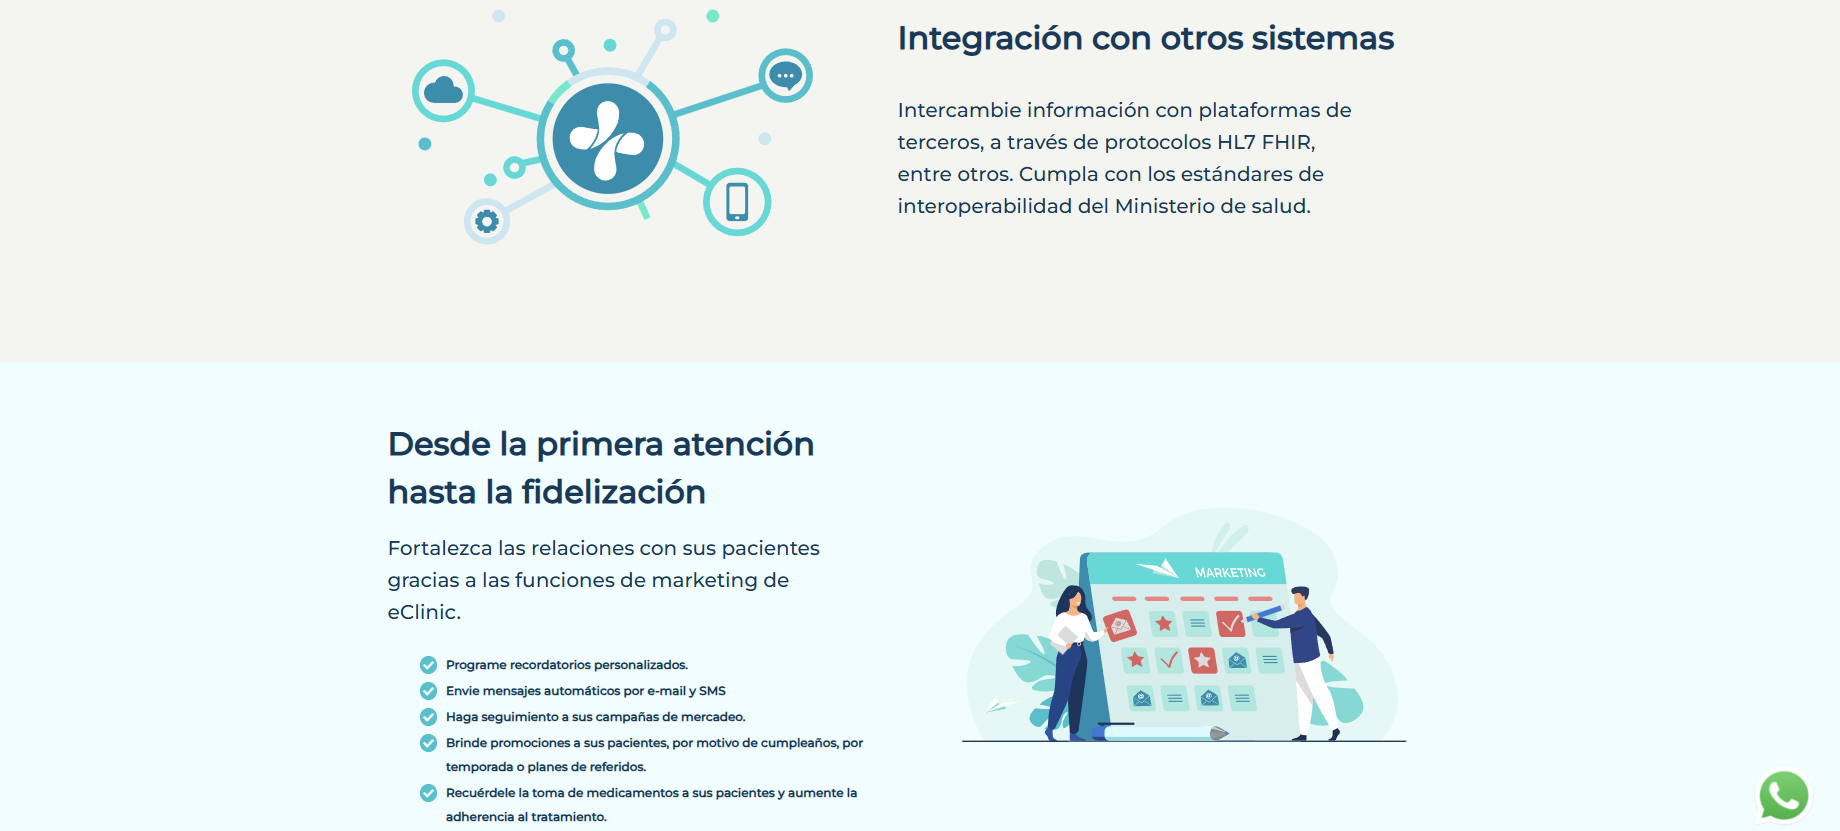 Integración con otros sistemas
Intercambie información con plataformas de
terceros, a través de protocolos HL7 FHIR,
entre otros. Cumpla con los estándares de
interoperabilidad del Ministerio de salud.
Desde la primera atención
hasta la fidelización
Fortalezca las relaciones con sus pacientes
gracias a las funciones de marketing de
eClinic.
Programe recordatorios personalizados.
Envie mensajes automáticos por e-mail y SMS
Haga seguimiento a sus campañas de mercadeo.
Brinde promociones a sus pacientes, por motivo de cumpleaños, por
temporada o planes de referidos.
Recuérdele la toma de medicamentos a sus pacientes y aumente la
adherencia al tratamiento.
MARKETING